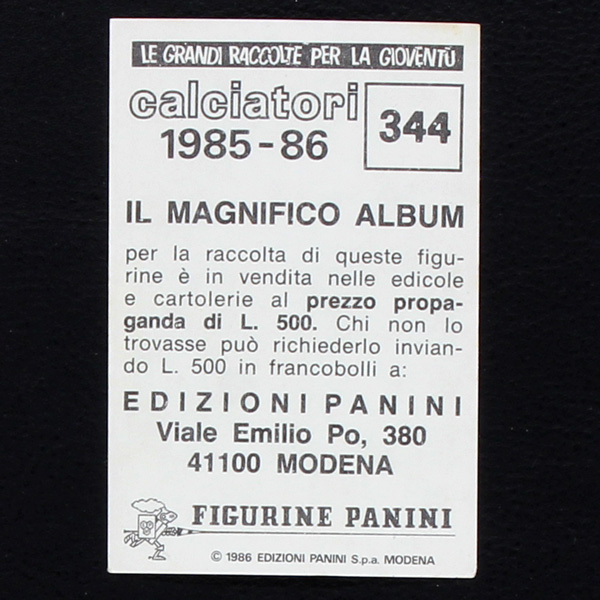 LE GRANDI RACCOLTE PER LA GIOVENTÙ
calciatori
1985-86
344
IL MAGNIFICO ALBUM
per la raccolta di queste figu-
rine è in vendita nelle edicole
e cartolerie al prezzo propa-
ganda di L. 500. Chi non lo
trovasse può richiederlo invian-
do L. 500 in francobolli a:
EDIZIONI PANINI
Viale Emilio Po, 380
41100 MODENA
FIGURINE PANINI
© 1986 EDIZIONI PANINI S.p.a. MODENA